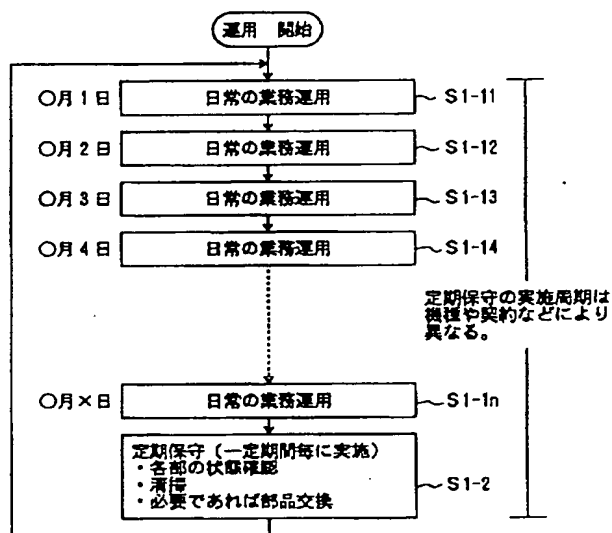 運用 開始
〇月1日 日常の業務運用 S1-11
〇月2日 日常の業務運用 S1-12
〇月3日 日常の業務運用 S1-13
〇月4日 日常の業務運用 S1-14
定期保守の実施周期は
機種や契約などにより
異なる。
〇月×日 日常の業務運用 S1-1n
定期保守(一定期間毎に実施)
・各部の状態確認
・清掃
・必要であれば部品交換
S1-2